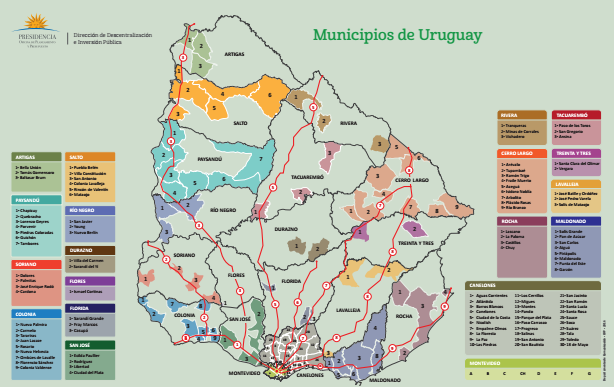 PRESIDENCIA
Dirección de Descentralización
e Inversión Pública
Municipios de Uruguay
ARTIGAS
1- Bella Unión
2- Tomás Gomensoro
3- Baltasar Brum
SALTO
1- Pueblo Belén
2- Villa Constitución
3- San Antonio
4- Colonia Lavalleja
5- Rincón de Valentín
6- Mataojo
PAYSANDÚ
1- Chapicuy
2- Quebracho
3- Lorenzo Geyres
4- Porvenir
5- Piedras Coloradas
6- Guichón
7- Tambores
RÍO NEGRO
1- San Javier
2- Young
3- Nuevo Berlín
DURAZNO
1- Villa del Carmen
2- Sarandí del Yí
SORIANO
1- Dolores
2- Palmitas
3- José Enrique Rodó
4- Cardona
FLORES
1- Ismael Cortinas
FLORIDA
1- Sarandí Grande
2- Fray Marcos
3- Casupá
COLONIA
1- Nueva Palmira
2- Carmelo
3- Tarariras
4- Juan Lacaze
5- Rosario
6- Nueva Helvecia
7- Ombúes de Lavalle
8- Florencio Sánchez
9- Colonia Valdense
SAN JOSÉ
1- Ecilda Paullier
2- Rodríguez
3- Libertad
4- Ciudad del Plata
RIVERA
1- Tranqueras
2- Minas de Corrales
3- Vichadero
TACUAREMBÓ
1- Paso de los Toros
2- San Gregorio
3- Ansina
CERRO LARGO
1- Arévalo
2- Tupambaé
3- Ramón Trigo
4- Fraile Muerto
5- Aceguá
6- Isidoro Noblía
7- Arbolito
8- Plácido Rosas
9- Río Branco
TREINTA Y TRES
1- Santa Clara del Olimar
2- Vergara
LAVALLEJA
1- José Batlle y Ordóñez
2- José Pedro Varela
3- Solís de Mataojo
ROCHA
1- Lascano
2- La Paloma
3- Castillos
4- Chuy
MALDONADO
1- Solís Grande
2- Pan de Azúcar
3- San Carlos
4- Aiguá
5- Piriápolis
6- Maldonado
7- Punta del Este
8- Garzón
CANELONES
1- Aguas Corrientes
2- Atlántida
3- Barros Blancos
4- Canelones
5- Ciudad de la Costa
6- Nicolich
7- Empalme Olmos
8- La Floresta
9- La Paz
10- Las Piedras
11- Los Cerrillos
12- Migues
13- Montes
14- Pando
15- Parque del Plata
16- Paso Carrasco
17- Progreso
18- Salinas
19- San Antonio
20- San Bautista
21- San Jacinto
22- San Ramón
23- Santa Lucía
24- Santa Rosa
25- Sauce
26- Soca
27- Suárez
28- Tala
29- Toledo
30- 18 de Mayo
MONTEVIDEO
A B C CH D E F G
ARTIGAS
SALTO
RIVERA
PAYSANDÚ
TACUAREMBÓ
CERRO LARGO
RÍO NEGRO
DURAZNO
TREINTA Y TRES
SORIANO
FLORES
FLORIDA
LAVALLEJA
ROCHA
COLONIA
SAN JOSÉ
MONTEVIDEO
CANELONES
MALDONADO